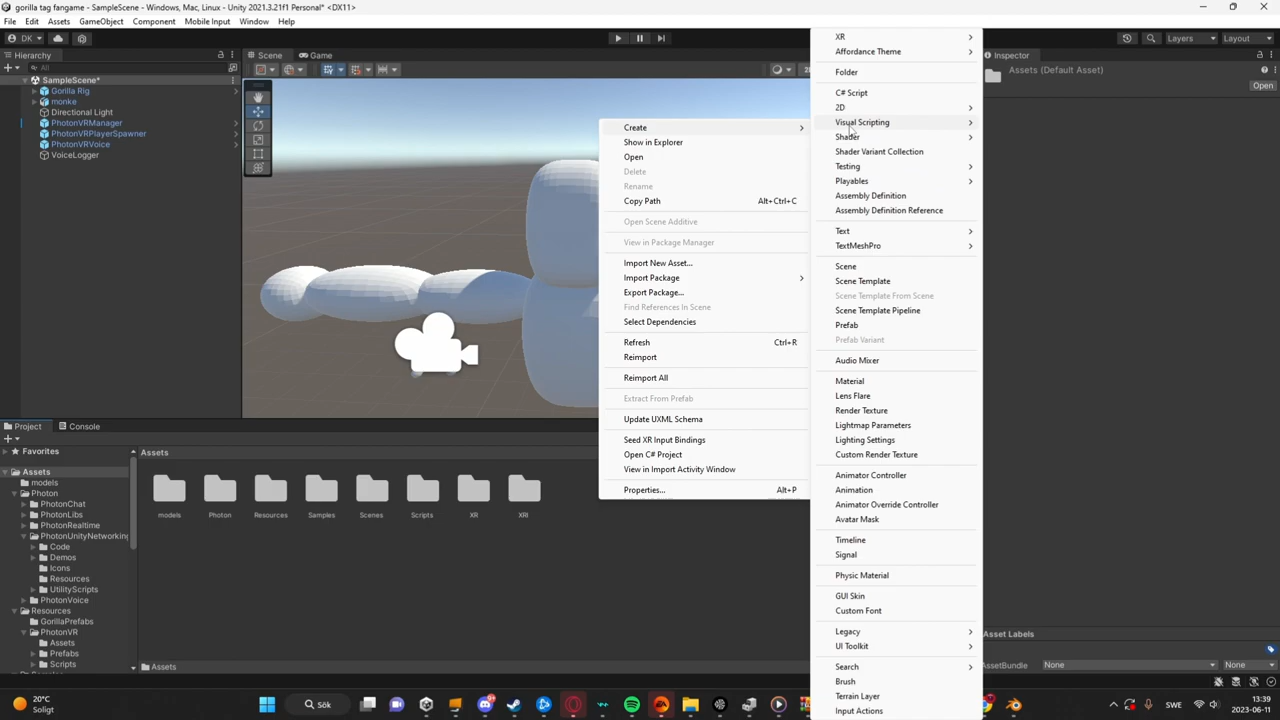 gorilla tag fangame - SampleScene - Windows, Mac, Linux - Unity 2021.3.21f1 Personal* <DX11>
File Edit Assets GameObject Component Mobile Input Window Help
DK
Layers
Layout
Hierarchy
All
SampleScene*
Gorilla Rig
monke
Directional Light
PhotonVRManager
PhotonVRPlayerSpawner
PhotonVRVoice
VoiceLogger
Scene Game
Create
Show in Explorer
Open
Delete
Rename
Copy Path Alt+Ctrl+C
Open Scene Additive
View in Package Manager
Import New Asset...
Import Package
Export Package...
Find References In Scene
Select Dependencies
Refresh Ctrl+R
Reimport
Reimport All
Extract From Prefab
Update UXML Schema
Seed XR Input Bindings
Open C# Project
View in Import Activity Window
Properties... Alt+P
XR
Affordance Theme
Folder
C# Script
2D
Visual Scripting
Shader
Shader Variant Collection
Testing
Playables
Assembly Definition
Assembly Definition Reference
Text
TextMeshPro
Scene
Scene Template
Scene Template From Scene
Scene Template Pipeline
Prefab
Prefab Variant
Audio Mixer
Material
Lens Flare
Render Texture
Lightmap Parameters
Lighting Settings
Custom Render Texture
Animator Controller
Animation
Animator Override Controller
Avatar Mask
Timeline
Signal
Physic Material
GUI Skin
Custom Font
Legacy
UI Toolkit
Search
Brush
Terrain Layer
Input Actions
Inspector
Assets (Default Asset)
Open
Asset Labels
AssetBundle None None
Project Console
Favorites
Assets
models
Photon
PhotonChat
PhotonLibs
PhotonRealtime
PhotonUnityNetworking
Code
Demos
Icons
Resources
UtilityScripts
PhotonVoice
Resources
GorillaPrefabs
PhotonVR
Assets
Prefabs
Scripts
Assets
models Photon Resources Samples Scenes Scripts XR XRI
Assets
20°C
Soligt
Sök
SWE
13:39
2023-06-11